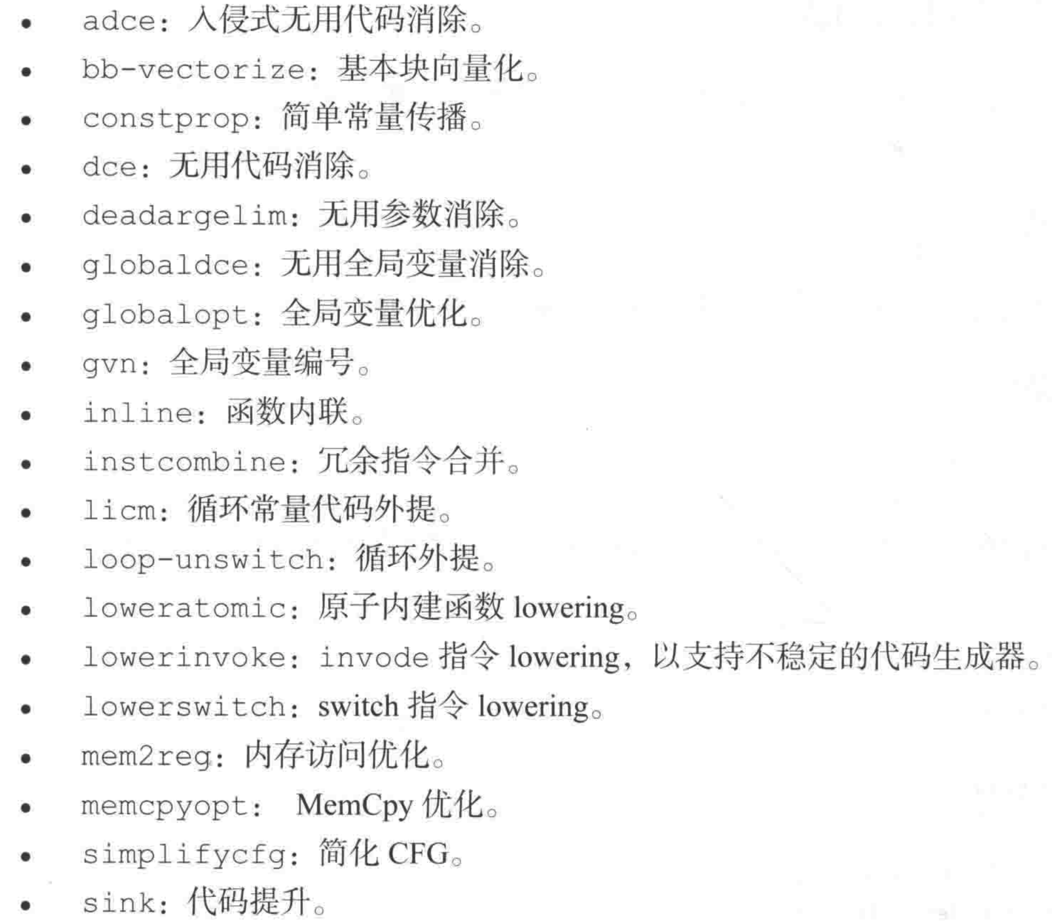 • adce：入侵式无用代码消除。
• bb-vectorize：基本块向量化。
• constprop：简单常量传播。
• dce：无用代码消除。
• deadargelim：无用参数消除。
• globaldce：无用全局变量消除。
• globalopt：全局变量优化。
• gvn：全局变量编号。
• inline：函数内联。
• instcombine：冗余指令合并。
• licm：循环常量代码外提。
• loop-unswitch：循环外提。
• loweratomic：原子内建函数 lowering。
• lowerinvoke：invode 指令 lowering，以支持不稳定的代码生成器。
• lowerswitch：switch 指令 lowering。
• mem2reg：内存访问优化。
• memcpyopt： MemCpy 优化。
• simplifycfg：简化 CFG。
• sink：代码提升。